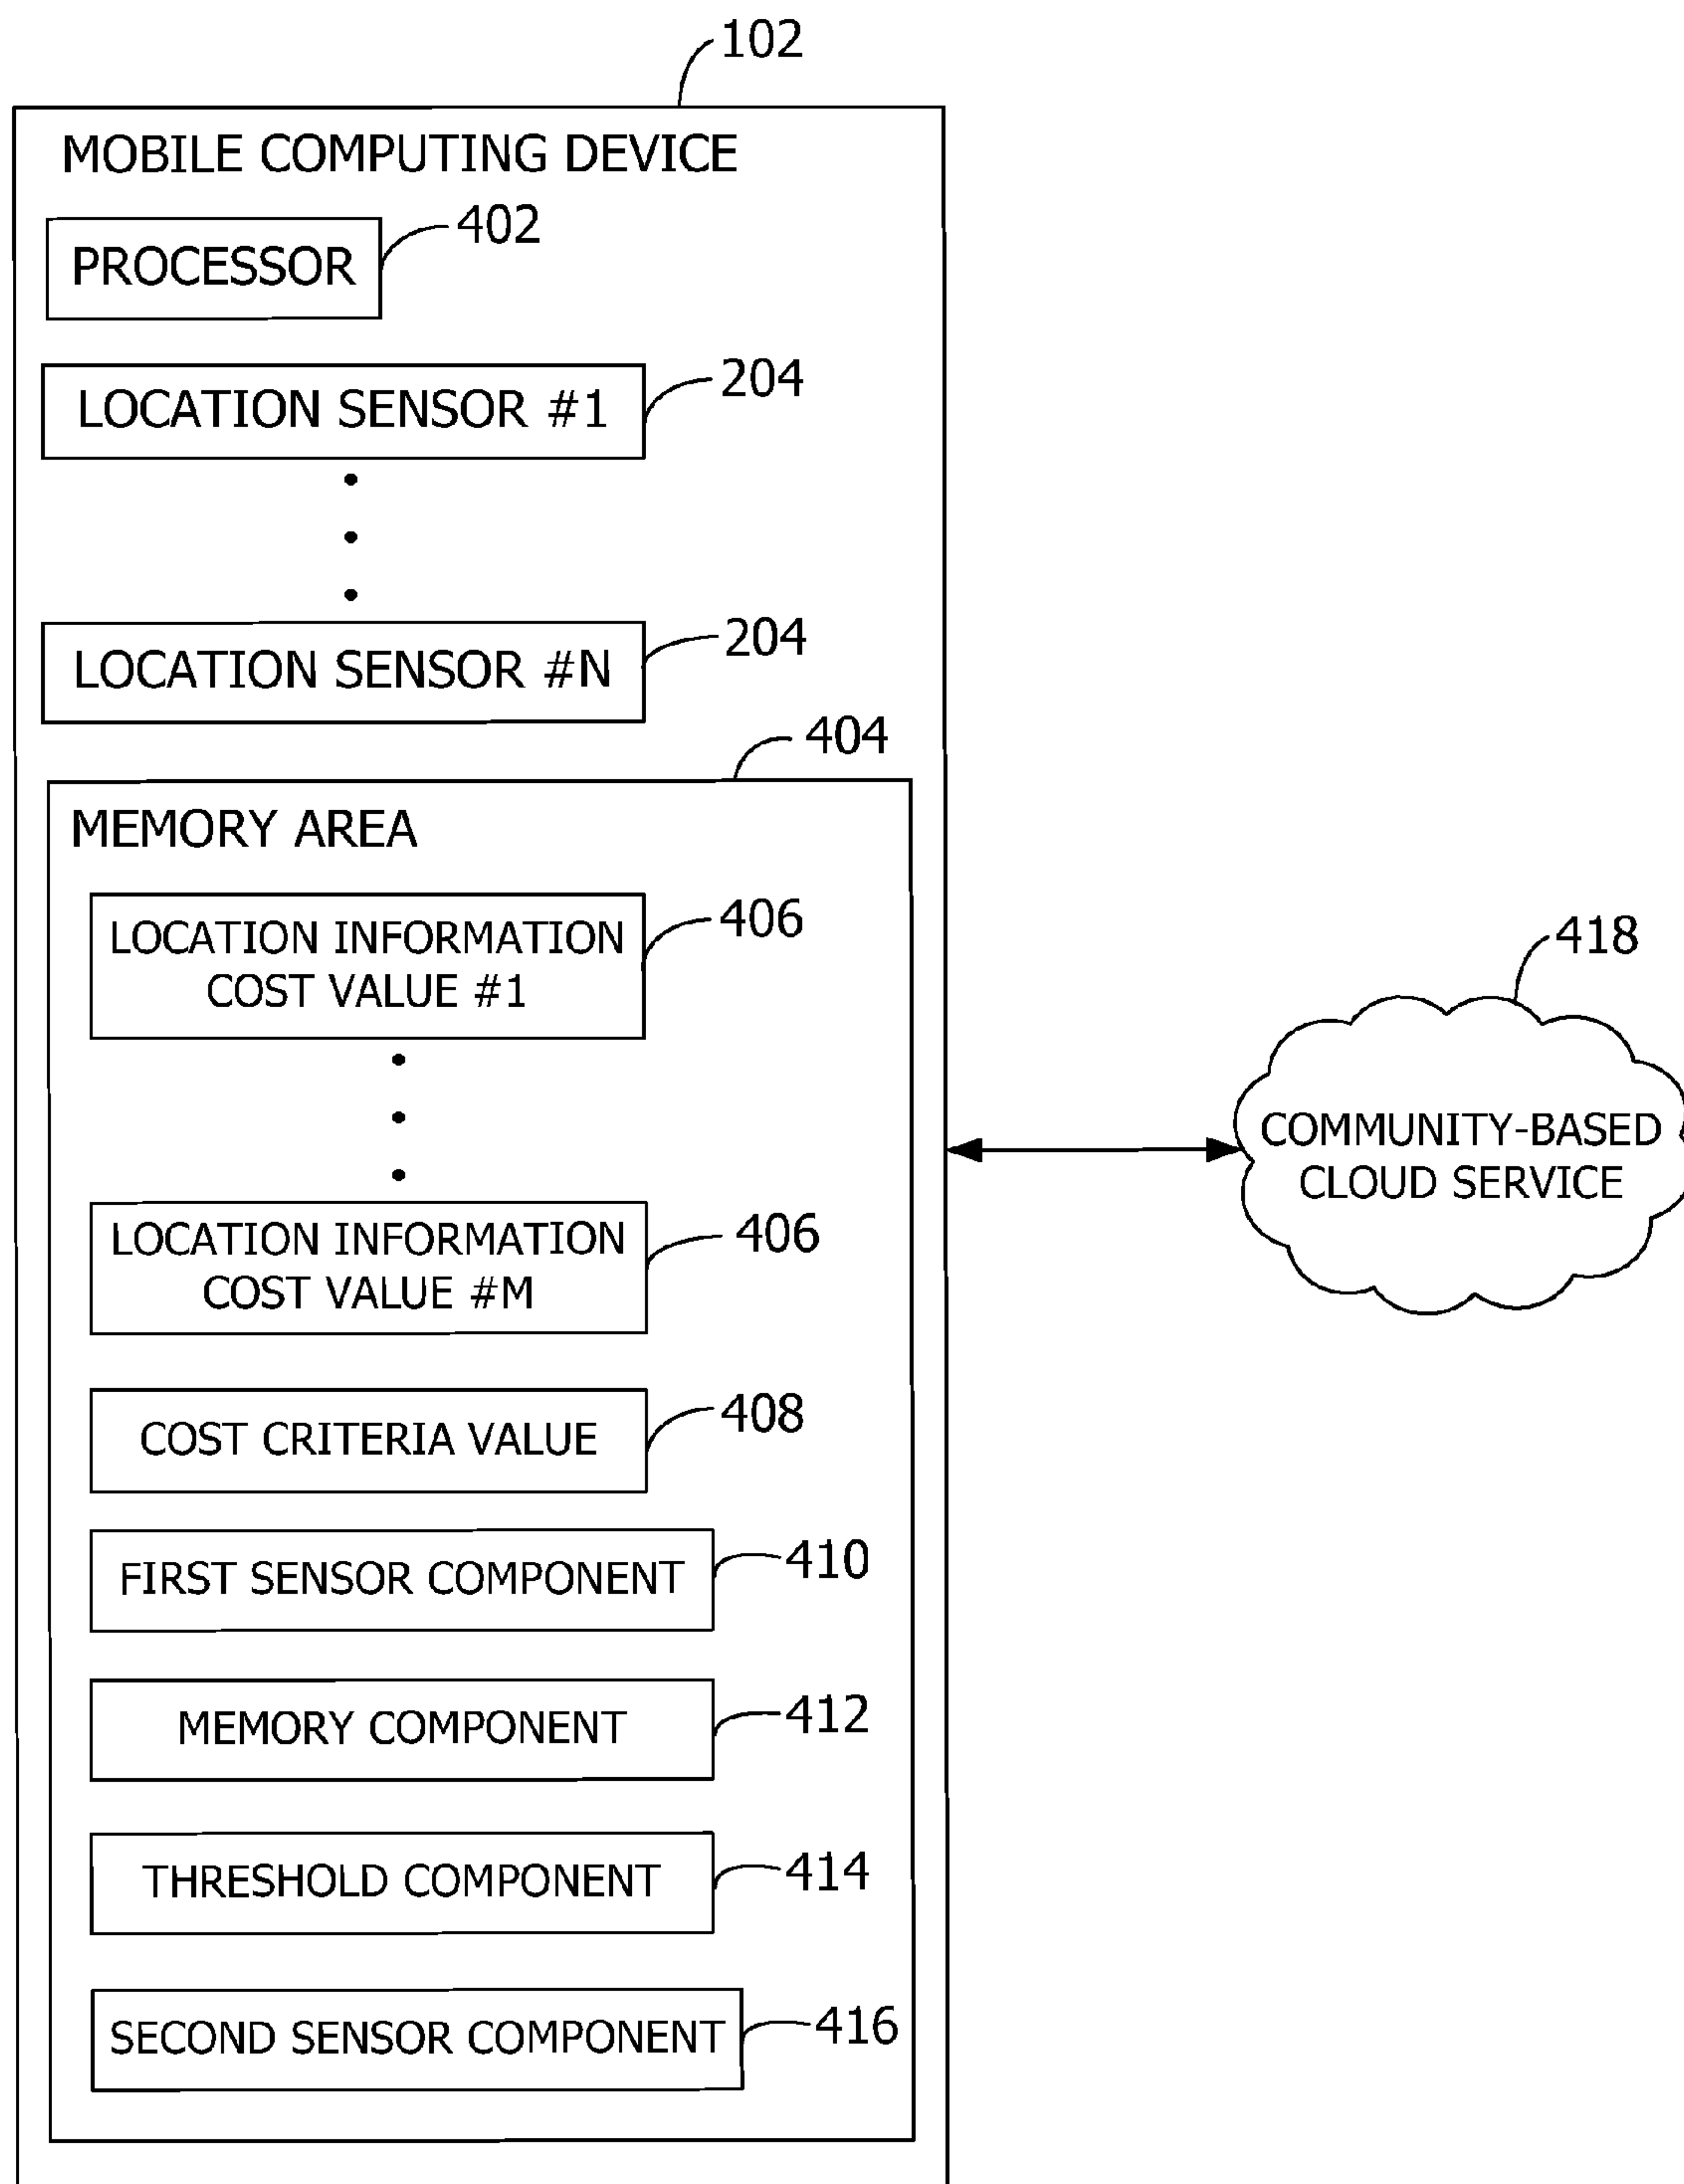 102
MOBILE COMPUTING DEVICE
402
PROCESSOR
204
LOCATION SENSOR #1
204
LOCATION SENSOR #N
404
MEMORY AREA
406
LOCATION INFORMATION
COST VALUE #1
418
COMMUNITY-BASED
CLOUD SERVICE
406
LOCATION INFORMATION
COST VALUE #M
408
COST CRITERIA VALUE
410
FIRST SENSOR COMPONENT
412
MEMORY COMPONENT
414
THRESHOLD COMPONENT
416
SECOND SENSOR COMPONENT